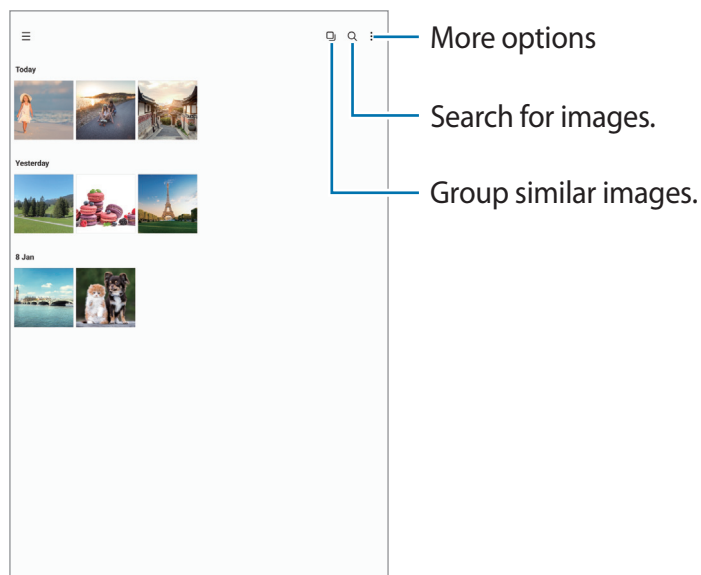 More options
Today
Search for images.
Yesterday
Group similar images.
8 Jan